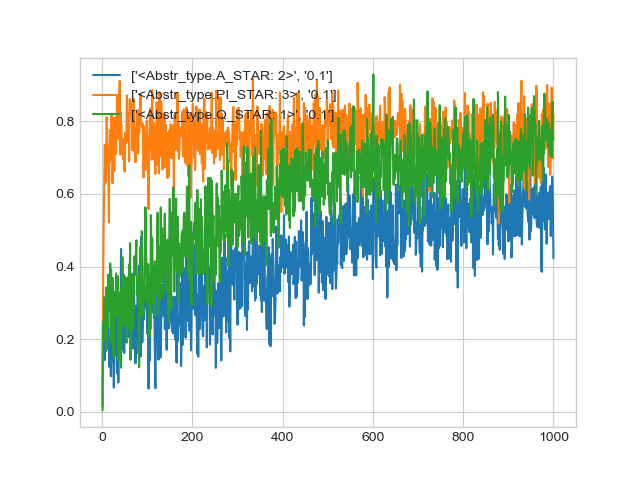 ['<Abstr_type.A_STAR: 2>', '0.1']
['<Abstr_type.PI_STAR: 3>', '0.1']
['<Abstr_type.Q_STAR: 1>', '0.1']
0.8
0.6
0.4
0.2
0.0
0 200 400 600 800 1000